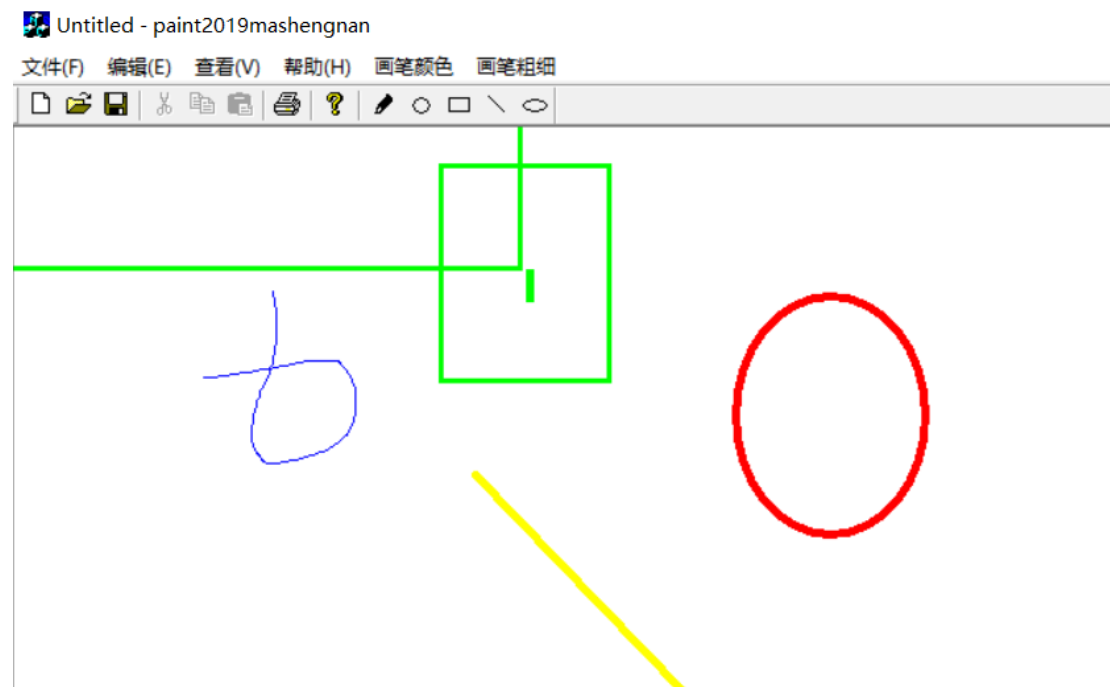 Untitled - paint2019mashengnan
文件(F) 编辑(E) 查看(V) 帮助(H) 画笔颜色 画笔粗细